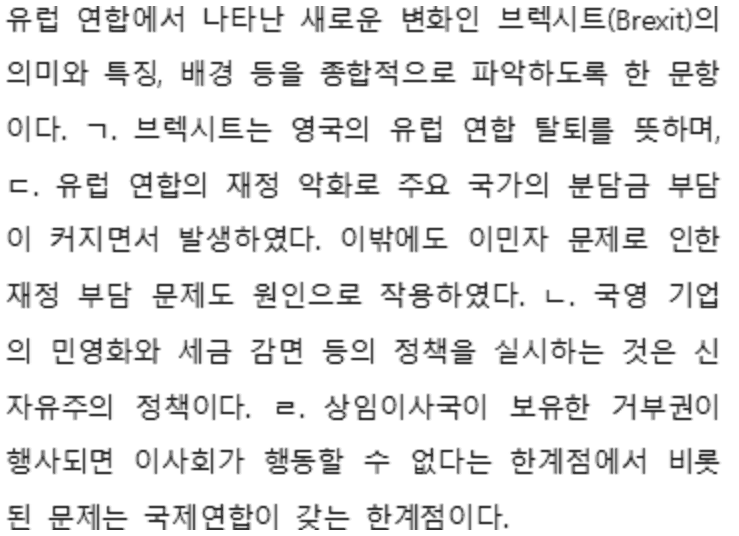 유럽 연합에서 나타난 새로운 변화인 브렉시트(Brexit)의
의미와 특징, 배경 등을 종합적으로 파악하도록 한 문항
이다. ㄱ. 브렉시트는 영국의 유럽 연합 탈퇴를 뜻하며,
ㄷ. 유럽 연합의 재정 악화로 주요 국가의 분담금 부담
이 커지면서 발생하였다. 이밖에도 이민자 문제로 인한
재정 부담 문제도 원인으로 작용하였다. ㄴ. 국영 기업
의 민영화와 세금 감면 등의 정책을 실시하는 것은 신
자유주의 정책이다. ㄹ. 상임이사국이 보유한 거부권이
행사되면 이사회가 행동할 수 없다는 한계점에서 비롯
된 문제는 국제연합이 갖는 한계점이다.